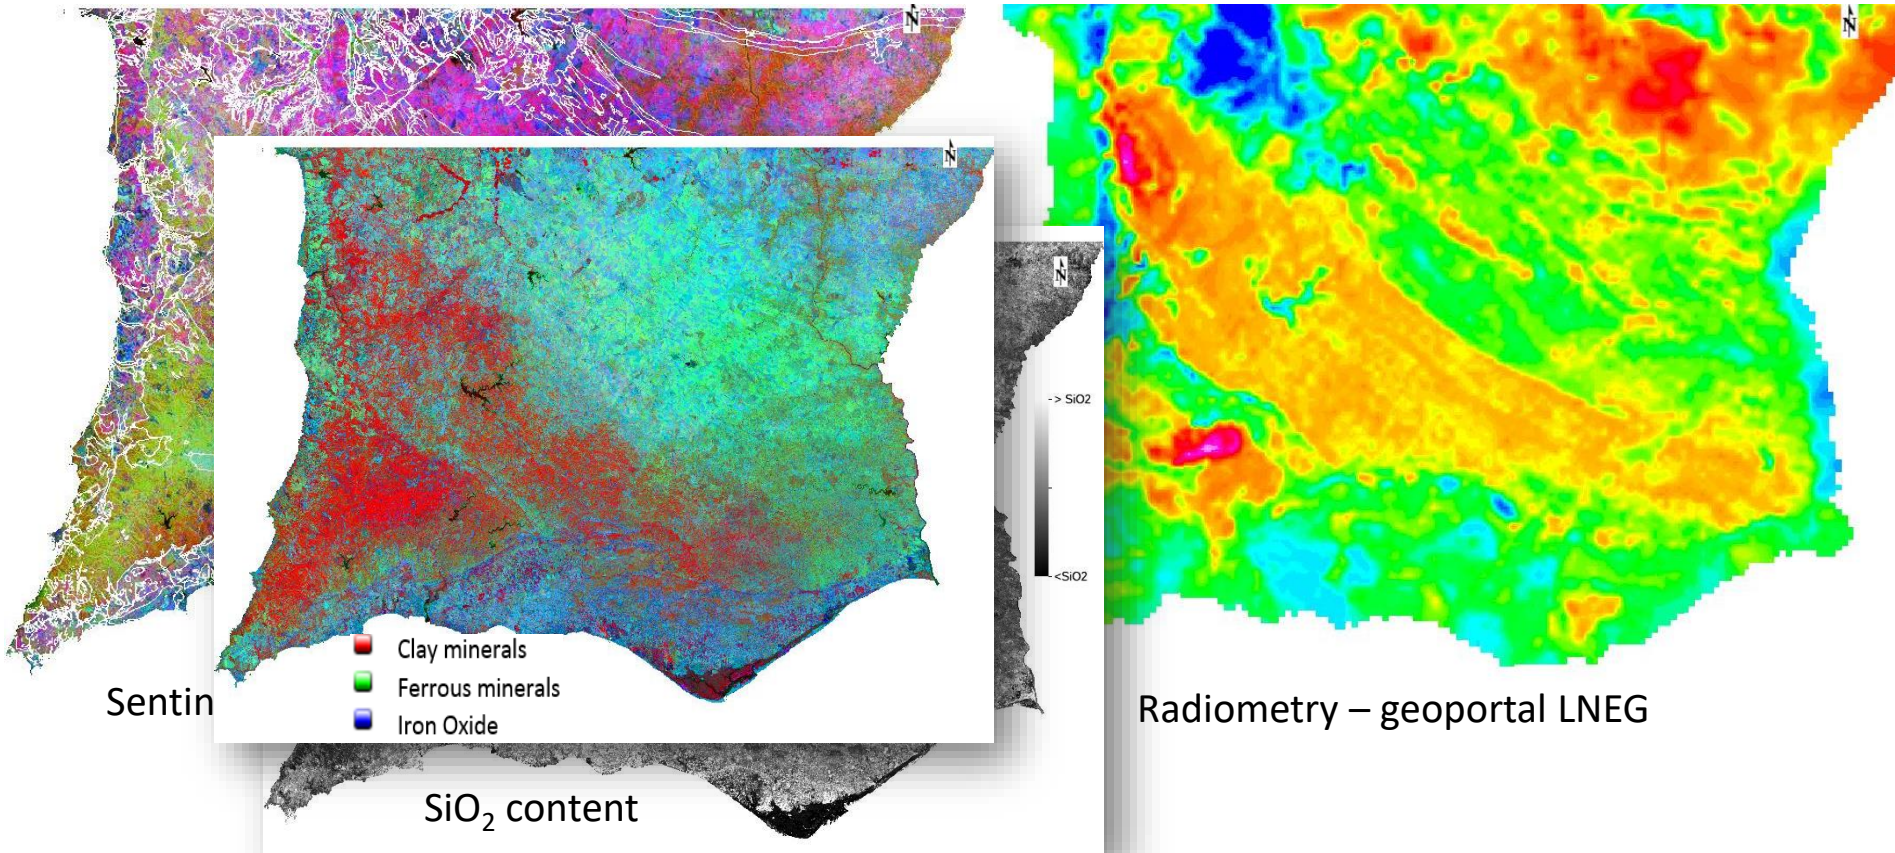 N
N
N
N
-> SiO2
-<SiO2
Clay minerals
Ferrous minerals
Iron Oxide
Sentin
Radiometry – geoportal LNEG
SiO₂ content